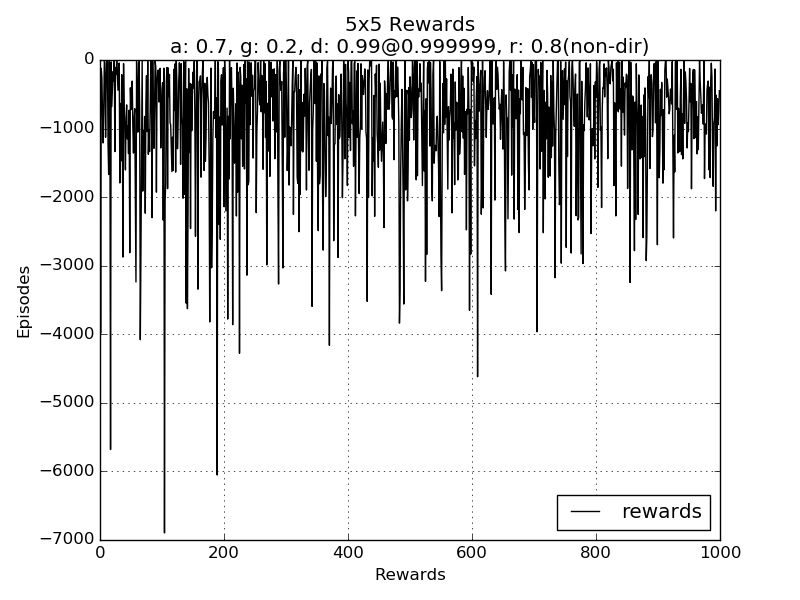 5x5 Rewards
a: 0.7, g: 0.2, d: 0.99@0.999999, r: 0.8(non-dir)
0
−1000
−2000
−3000
−4000
−5000
−6000
−7000
Episodes
rewards
0 200 400 600 800 1000
Rewards